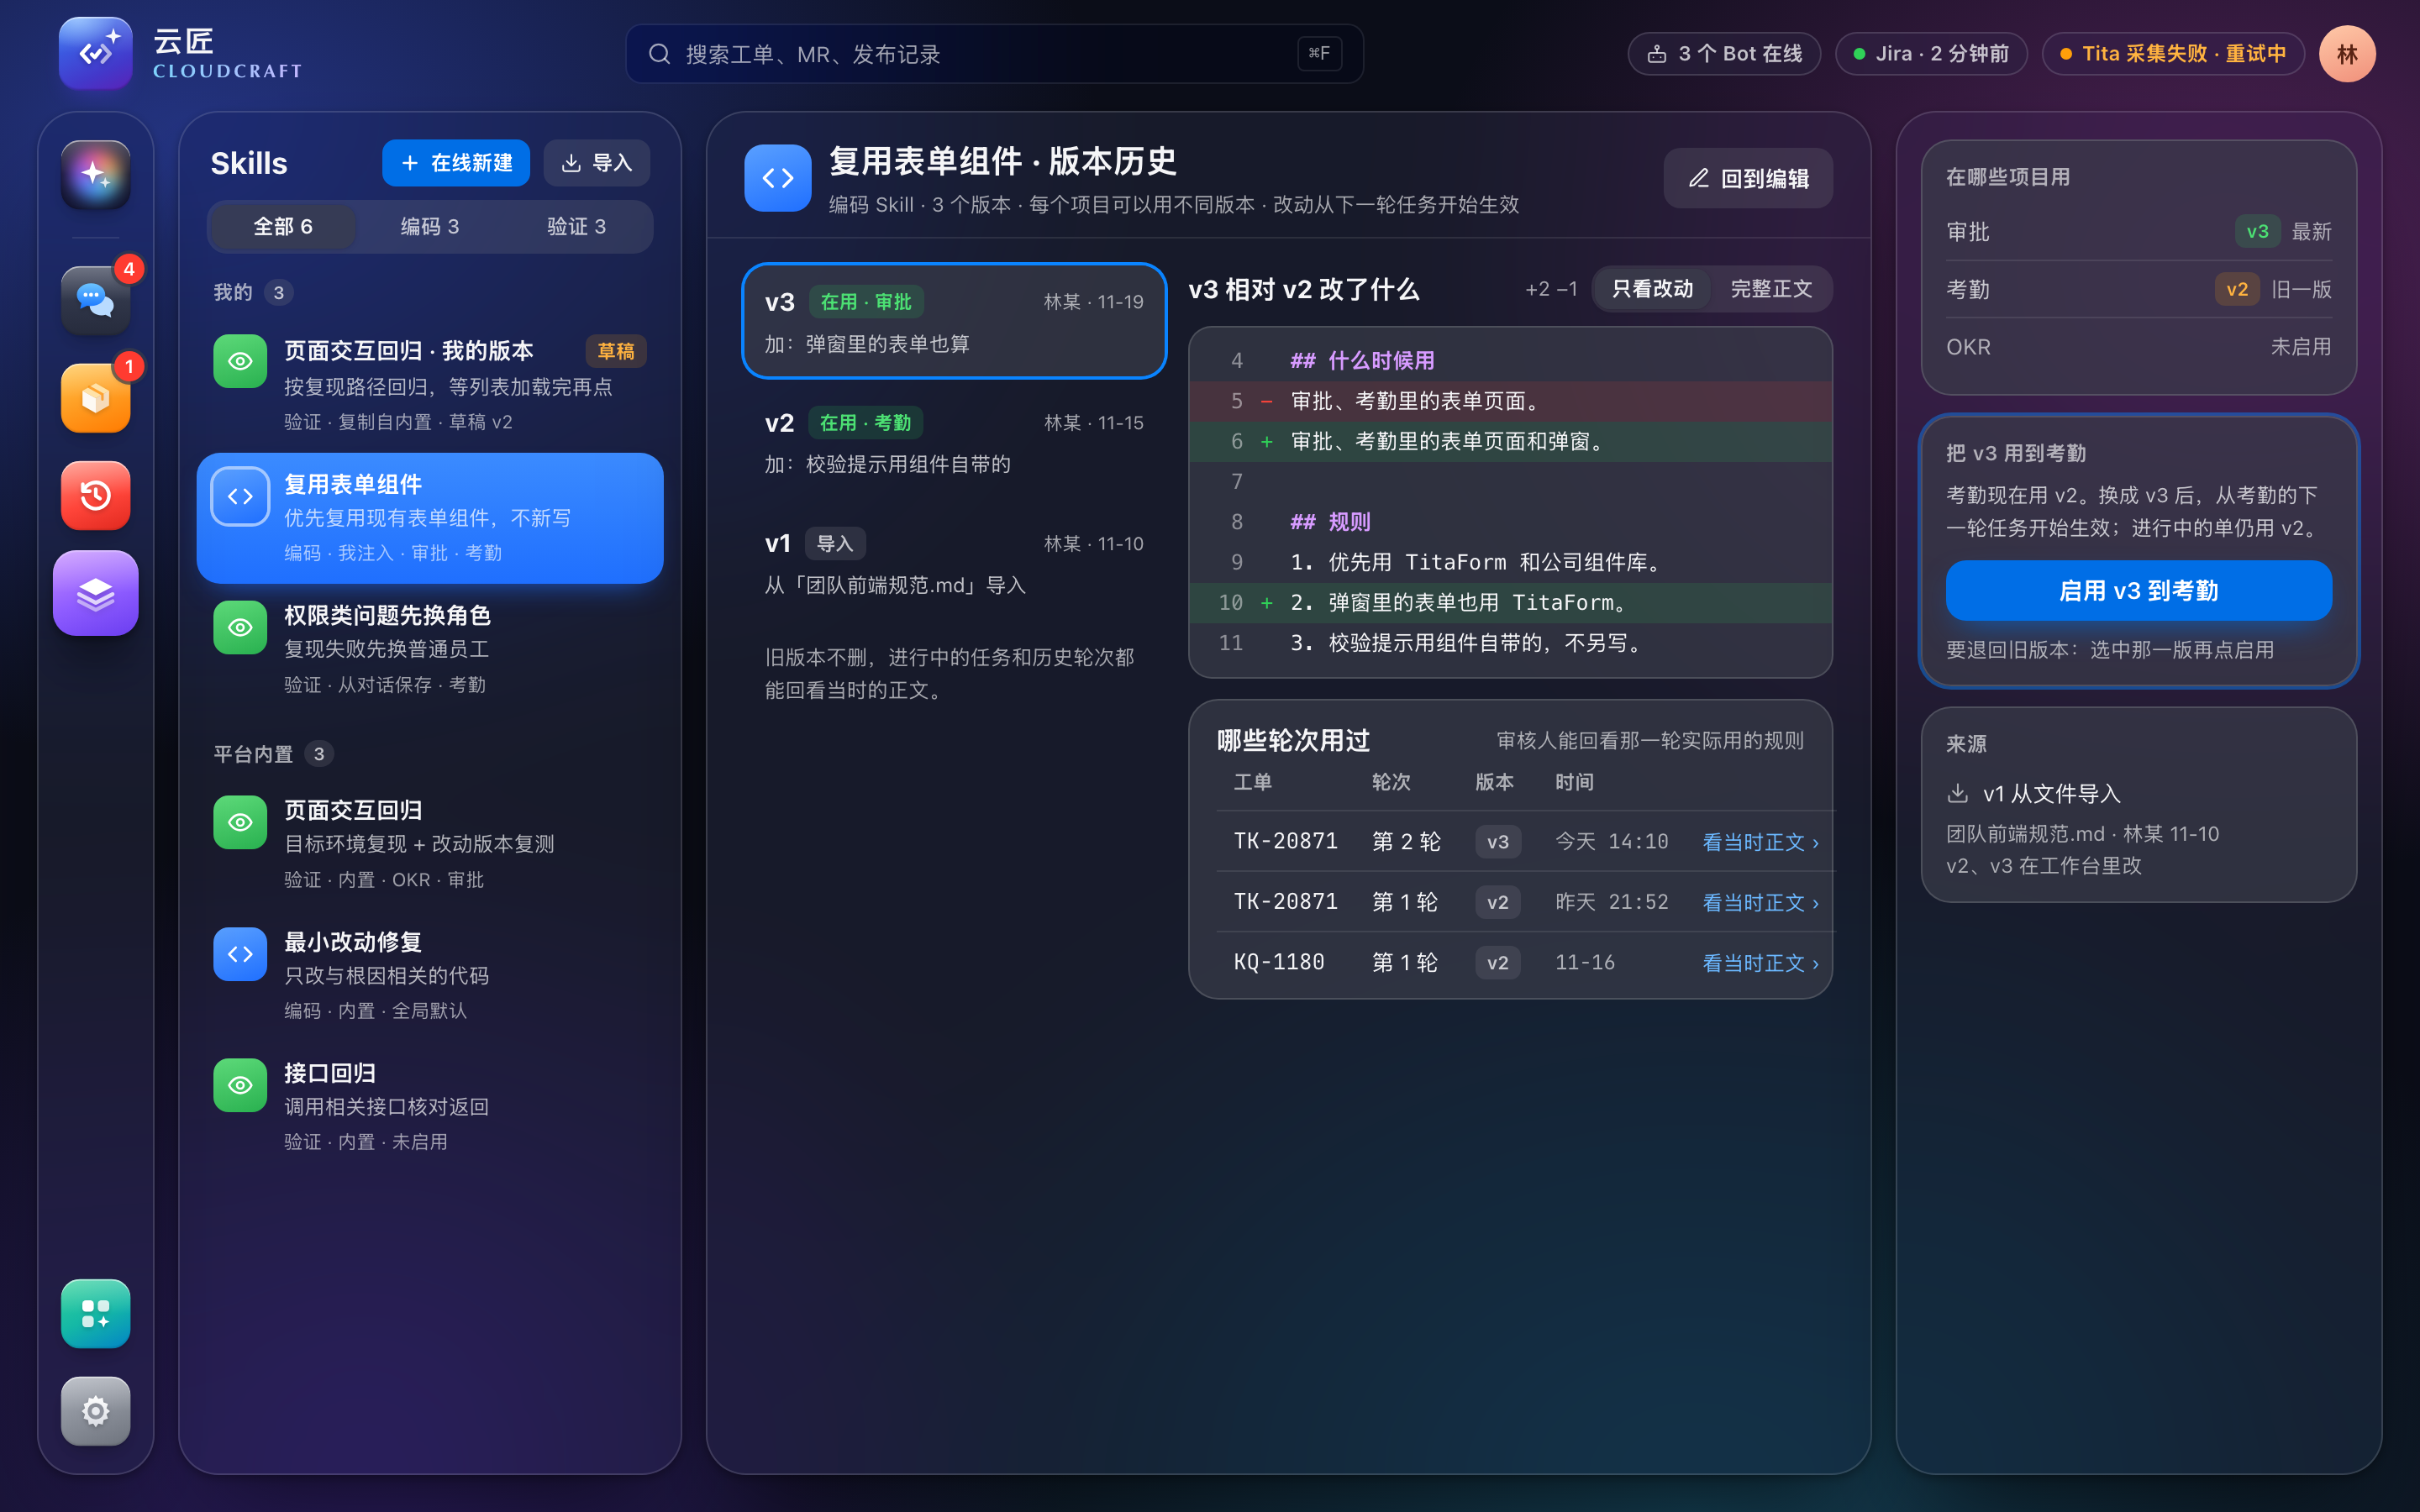 云匠
CLOUDCRAFT
搜索工单、MR、发布记录
⌘F
3 个 Bot 在线
Jira · 2 分钟前
Tita 采集失败 · 重试中
林
4
1
Skills
+ 在线新建
导入
全部 6
编码 3
验证 3
我的 3
页面交互回归 · 我的版本
草稿
按复现路径回归，等列表加载完再点
验证 · 复制自内置 · 草稿 v2
复用表单组件
优先复用现有表单组件，不新写
编码 · 我注入 · 审批 · 考勤
权限类问题先换角色
复现失败先换普通员工
验证 · 从对话保存 · 考勤
平台内置 3
页面交互回归
目标环境复现 + 改动版本复测
验证 · 内置 · OKR · 审批
最小改动修复
只改与根因相关的代码
编码 · 内置 · 全局默认
接口回归
调用相关接口核对返回
验证 · 内置 · 未启用
复用表单组件 · 版本历史
编码 Skill · 3 个版本 · 每个项目可以用不同版本 · 改动从下一轮任务开始生效
回到编辑
v3 在用 · 审批 林某 · 11-19
加：弹窗里的表单也算
v2 在用 · 考勤 林某 · 11-15
加：校验提示用组件自带的
v1 导入 林某 · 11-10
从「团队前端规范.md」导入
旧版本不删，进行中的任务和历史轮次都
能回看当时的正文。
v3 相对 v2 改了什么
+2 −1
只看改动
完整正文
4 ## 什么时候用
5 − 审批、考勤里的表单页面。
6 + 审批、考勤里的表单页面和弹窗。
7
8 ## 规则
9 1. 优先用 TitaForm 和公司组件库。
10 + 2. 弹窗里的表单也用 TitaForm。
11 3. 校验提示用组件自带的，不另写。
哪些轮次用过
审核人能回看那一轮实际用的规则
工单 轮次 版本 时间
TK-20871 第 2 轮 v3 今天 14:10 看当时正文 ›
TK-20871 第 1 轮 v2 昨天 21:52 看当时正文 ›
KQ-1180 第 1 轮 v2 11-16 看当时正文 ›
在哪些项目用
审批 v3 最新
考勤 v2 旧一版
OKR 未启用
把 v3 用到考勤
考勤现在用 v2。换成 v3 后，从考勤的下
一轮任务开始生效；进行中的单仍用 v2。
启用 v3 到考勤
要退回旧版本：选中那一版再点启用
来源
v1 从文件导入
团队前端规范.md · 林某 11-10
v2、v3 在工作台里改